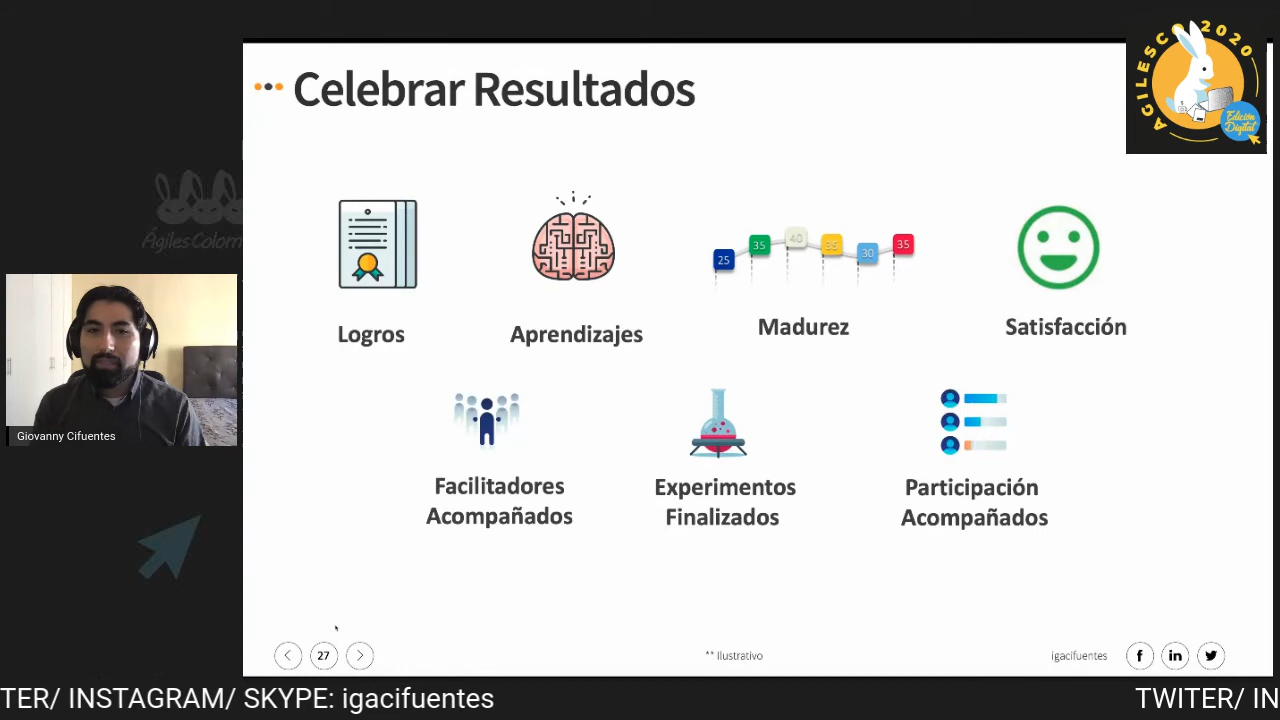 Celebrar Resultados
AGILESCO 2020
Edición
Digital
25
35
40
35
30
35
Logros
Aprendizajes
Madurez
Satisfacción
Facilitadores
Acompañados
Experimentos
Finalizados
Participación
Acompañados
Giovanny Cifuentes
27
** Ilustrativo
igacifuentes
TER/ INSTAGRAM/ SKYPE: igacifuentes
TWITER/ IN